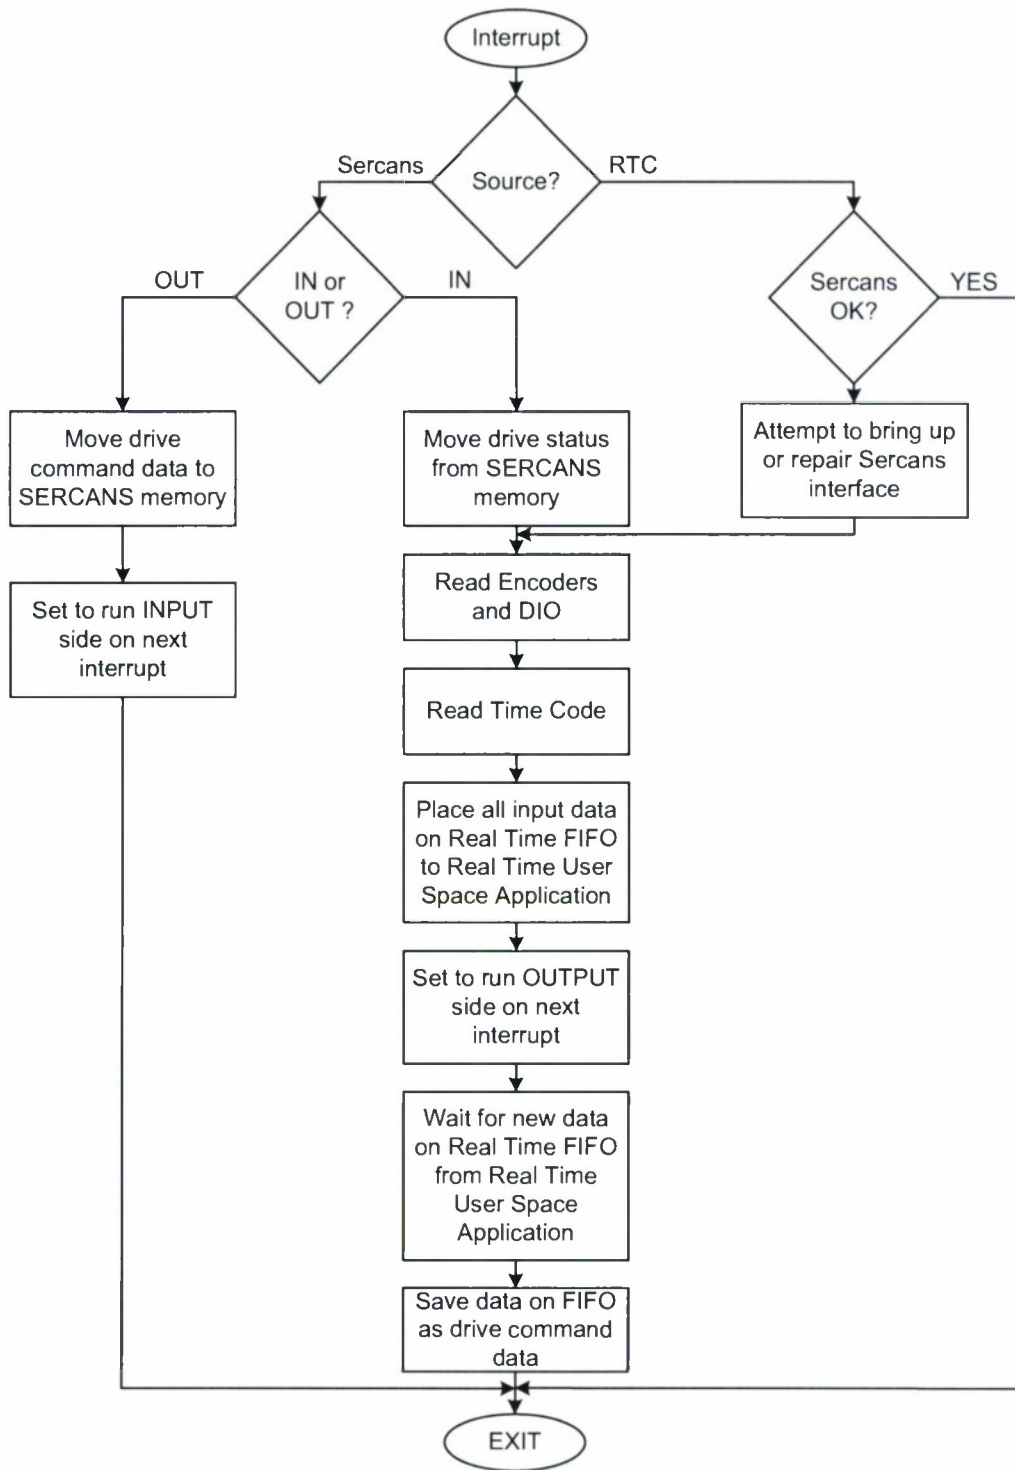 Interrupt
Source?
Sercans
RTC
IN or
OUT ?
OUT
IN
Sercans
OK?
YES
Move drive
command data to
SERCANS memory
Move drive status
from SERCANS
memory
Attempt to bring up
or repair Sercans
interface
Set to run INPUT
side on next
interrupt
Read Encoders
and DIO
Read Time Code
Place all input data
on Real Time FIFO
to Real Time User
Space Application
Set to run OUTPUT
side on next
interrupt
Wait for new data
on Real Time FIFO
from Real Time
User Space
Application
Save data on FIFO
as drive command
data
EXIT